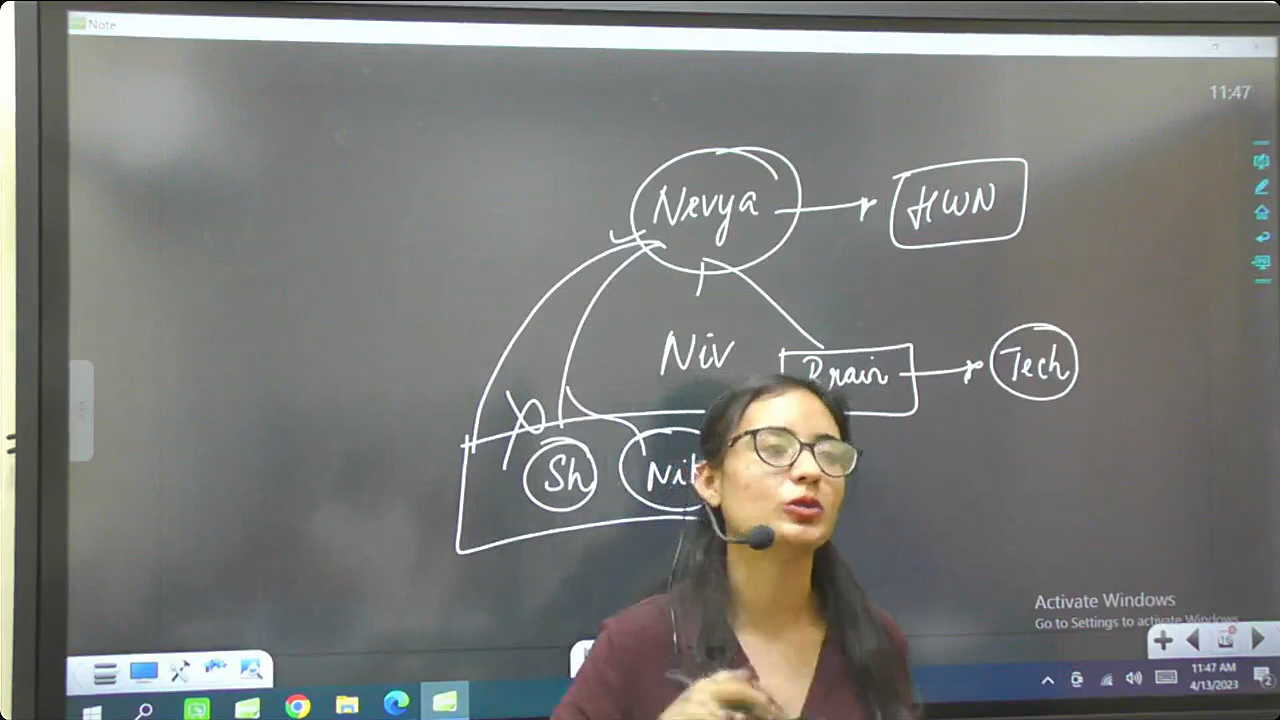 Note
11:47
Nevya
HWN
Niv
Brain
Tech
Sh
Activate Windows
Go to Settings to activate Windows.
11:47 AM
4/13/2023